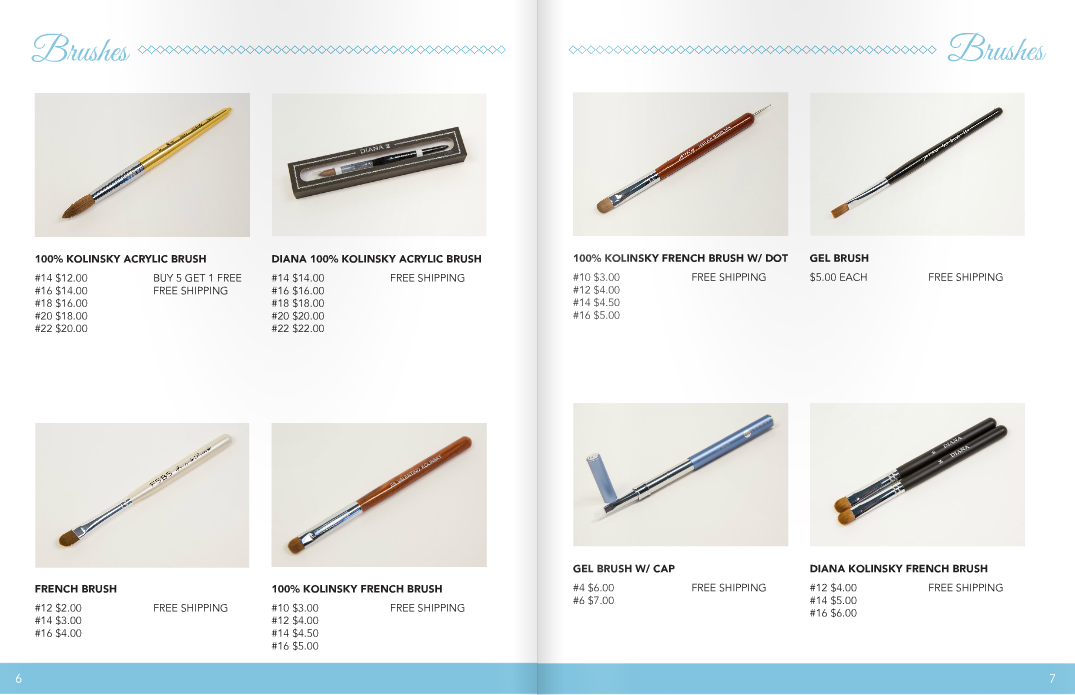 Brushes
100% KOLINSKY ACRYLIC BRUSH
#14 $12.00 BUY 5 GET 1 FREE
#16 $14.00 FREE SHIPPING
#18 $16.00
#20 $18.00
#22 $20.00
DIANA
DIANA 100% KOLINSKY ACRYLIC BRUSH
#14 $14.00 FREE SHIPPING
#16 $16.00
#18 $18.00
#20 $20.00
#22 $22.00
FRENCH BRUSH
#12 $2.00 FREE SHIPPING
#14 $3.00
#16 $4.00
100% KOLINSKY FRENCH BRUSH
#10 $3.00 FREE SHIPPING
#12 $4.00
#14 $4.50
#16 $5.00
6
Brushes
100% KOLINSKY FRENCH BRUSH W/ DOT
#10 $3.00 FREE SHIPPING
#12 $4.00
#14 $4.50
#16 $5.00
GEL BRUSH
$5.00 EACH FREE SHIPPING
GEL BRUSH W/ CAP
#4 $6.00 FREE SHIPPING
#6 $7.00
DIANA
DIANA
DIANA KOLINSKY FRENCH BRUSH
#12 $4.00 FREE SHIPPING
#14 $5.00
#16 $6.00
7